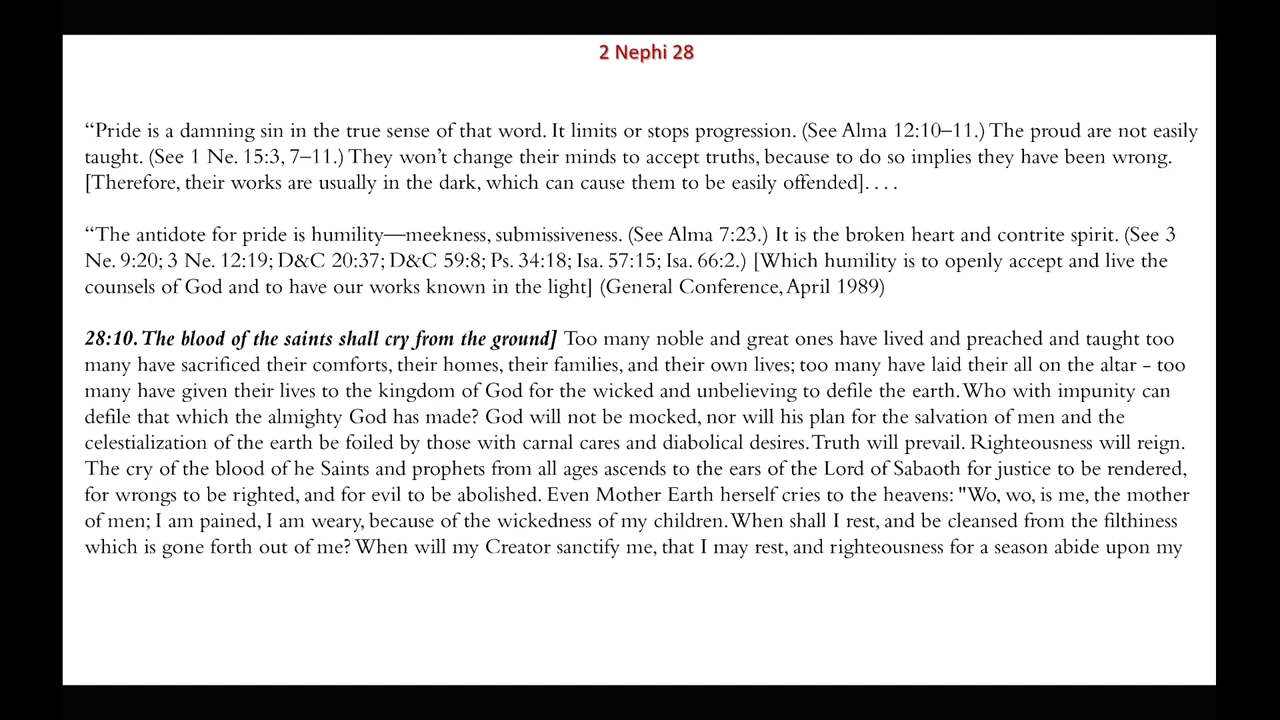 2 Nephi 28
“Pride is a damning sin in the true sense of that word. It limits or stops progression. (See Alma 12:10–11.) The proud are not easily
taught. (See 1 Ne. 15:3, 7–11.) They won’t change their minds to accept truths, because to do so implies they have been wrong.
[Therefore, their works are usually in the dark, which can cause them to be easily offended]. . . .
“The antidote for pride is humility—meekness, submissiveness. (See Alma 7:23.) It is the broken heart and contrite spirit. (See 3
Ne. 9:20; 3 Ne. 12:19; D&C 20:37; D&C 59:8; Ps. 34:18; Isa. 57:15; Isa. 66:2.) [Which humility is to openly accept and live the
counsels of God and to have our works known in the light] (General Conference, April 1989)
28:10. The blood of the saints shall cry from the ground] Too many noble and great ones have lived and preached and taught too
many have sacrificed their comforts, their homes, their families, and their own lives; too many have laid their all on the altar - too
many have given their lives to the kingdom of God for the wicked and unbelieving to defile the earth. Who with impunity can
defile that which the almighty God has made? God will not be mocked, nor will his plan for the salvation of men and the
celestialization of the earth be foiled by those with carnal cares and diabolical desires. Truth will prevail. Righteousness will reign.
The cry of the blood of he Saints and prophets from all ages ascends to the ears of the Lord of Sabaoth for justice to be rendered,
for wrongs to be righted, and for evil to be abolished. Even Mother Earth herself cries to the heavens: "Wo, wo, is me, the mother
of men; I am pained, I am weary, because of the wickedness of my children. When shall I rest, and be cleansed from the filthiness
which is gone forth out of me? When will my Creator sanctify me, that I may rest, and righteousness for a season abide upon my